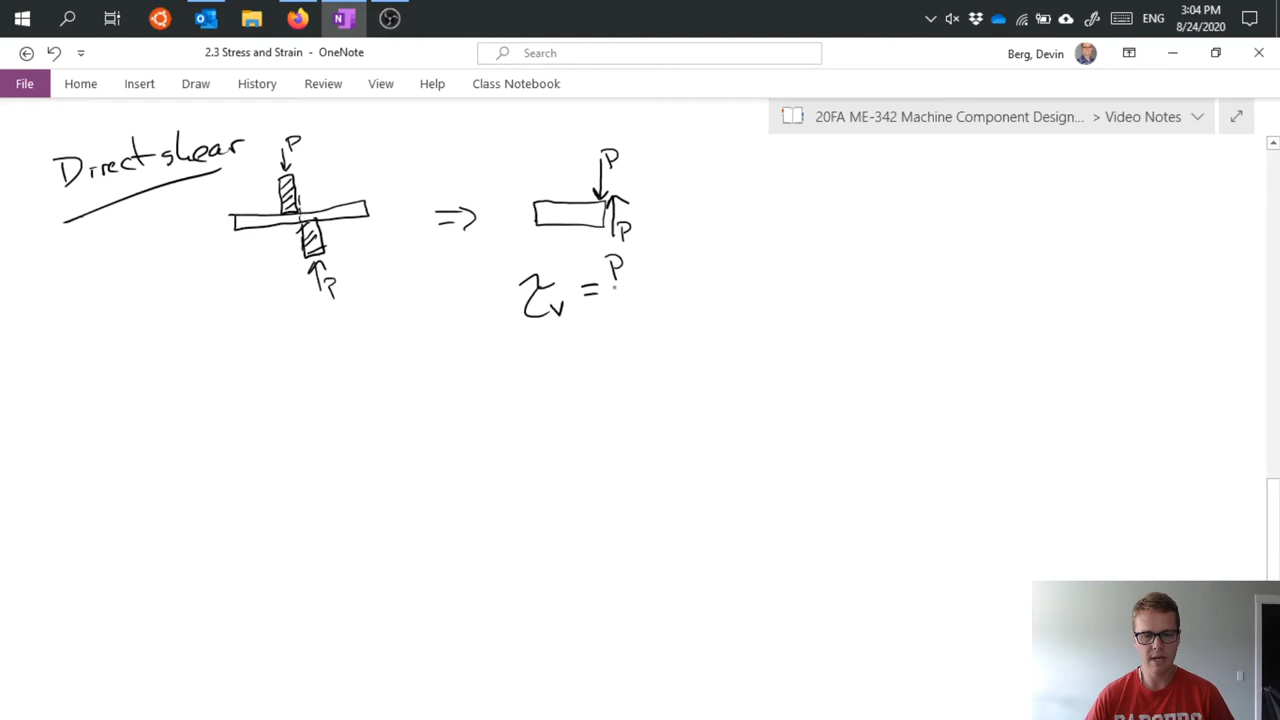 3:04 PM
ENG
8/24/2020
2.3 Stress and Strain - OneNote
Search
Berg, Devin
File Home Insert Draw History Review View Help Class Notebook
20FA ME-342 Machine Component Design... > Video Notes
Direct shear
P
P
P
P
⇒
τᵥ = P